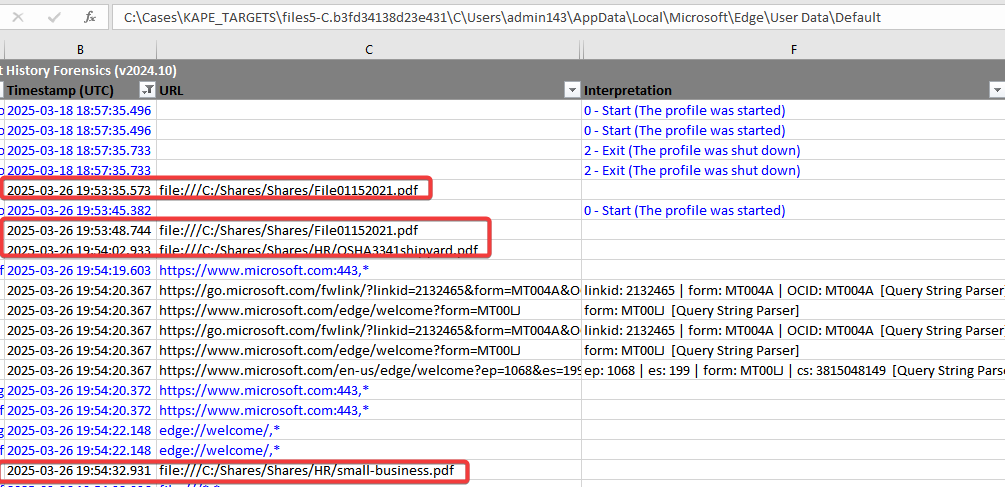 C:\Cases\KAPE_TARGETS\files5-C.b3fd34138d23e431\C\Users\admin143\AppData\Local\Microsoft\Edge\User Data\Default
B C F
t History Forensics (v2024.10)
Timestamp (UTC) URL Interpretation
2025-03-18 18:57:35.496 0 - Start (The profile was started)
2025-03-18 18:57:35.496 0 - Start (The profile was started)
2025-03-18 18:57:35.733 2 - Exit (The profile was shut down)
2025-03-18 18:57:35.733 2 - Exit (The profile was shut down)
2025-03-26 19:53:35.573 file:///C:/Shares/Shares/File01152021.pdf
2025-03-26 19:53:45.382 0 - Start (The profile was started)
2025-03-26 19:53:48.744 file:///C:/Shares/Shares/File01152021.pdf
2025-03-26 19:54:02.933 file:///C:/Shares/Shares/HR/OSHA3341shipyard.pdf
2025-03-26 19:54:19.603 https://www.microsoft.com:443,*
2025-03-26 19:54:20.367 https://go.microsoft.com/fwlink/?linkid=2132465&form=MT004A&O linkid: 2132465 | form: MT004A | OCID: MT004A [Query String Parser]
2025-03-26 19:54:20.367 https://www.microsoft.com/edge/welcome?form=MT00LJ form: MT00LJ [Query String Parser]
2025-03-26 19:54:20.367 https://go.microsoft.com/fwlink/?linkid=2132465&form=MT004A&O linkid: 2132465 | form: MT004A | OCID: MT004A [Query String Parser]
2025-03-26 19:54:20.367 https://www.microsoft.com/edge/welcome?form=MT00LJ form: MT00LJ [Query String Parser]
2025-03-26 19:54:20.367 https://www.microsoft.com/en-us/edge/welcome?ep=1068&es=199 ep: 1068 | es: 199 | form: MT00LJ | cs: 3815048149 [Query String Parse
2025-03-26 19:54:20.372 https://www.microsoft.com:443,*
2025-03-26 19:54:20.372 https://www.microsoft.com:443,*
2025-03-26 19:54:22.148 edge://welcome/,*
2025-03-26 19:54:22.148 edge://welcome/,*
2025-03-26 19:54:32.931 file:///C:/Shares/Shares/HR/small-business.pdf